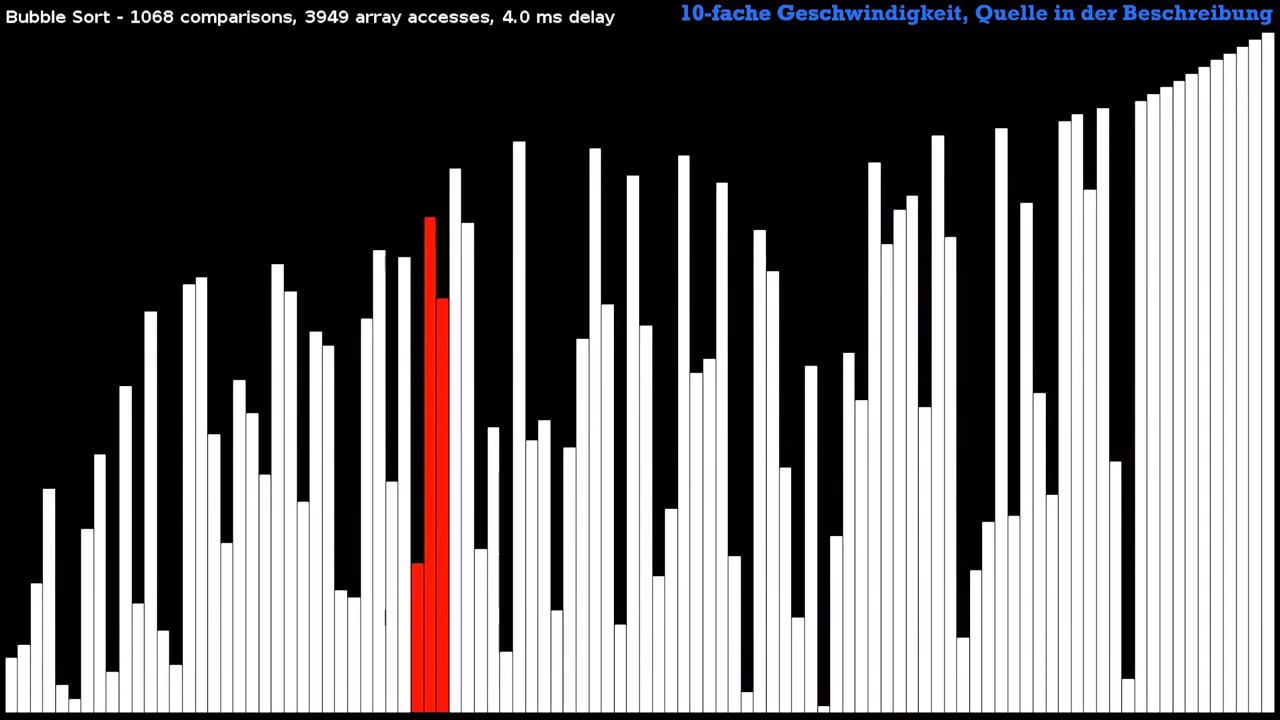 Bubble Sort - 1068 comparisons, 3949 array accesses, 4.0 ms delay
10-fache Geschwindigkeit, Quelle in der Beschreibung